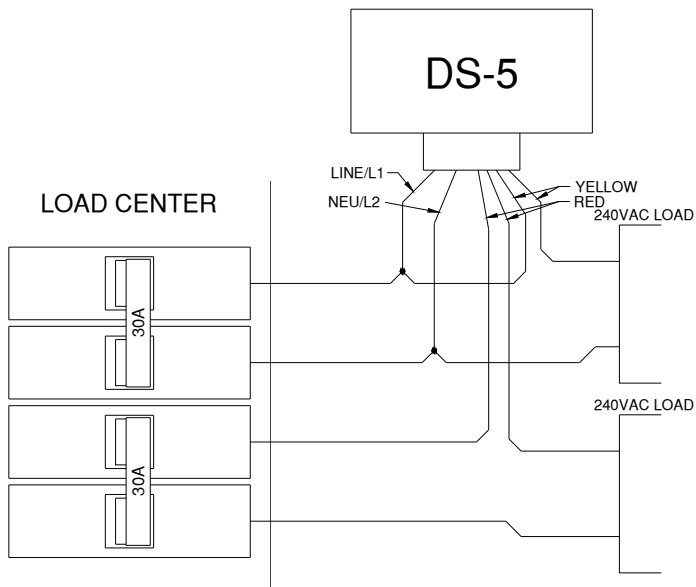 DS-5
LINE/L1
NEU/L2
YELLOW
RED
LOAD CENTER
240VAC LOAD
30A
240VAC LOAD
30A